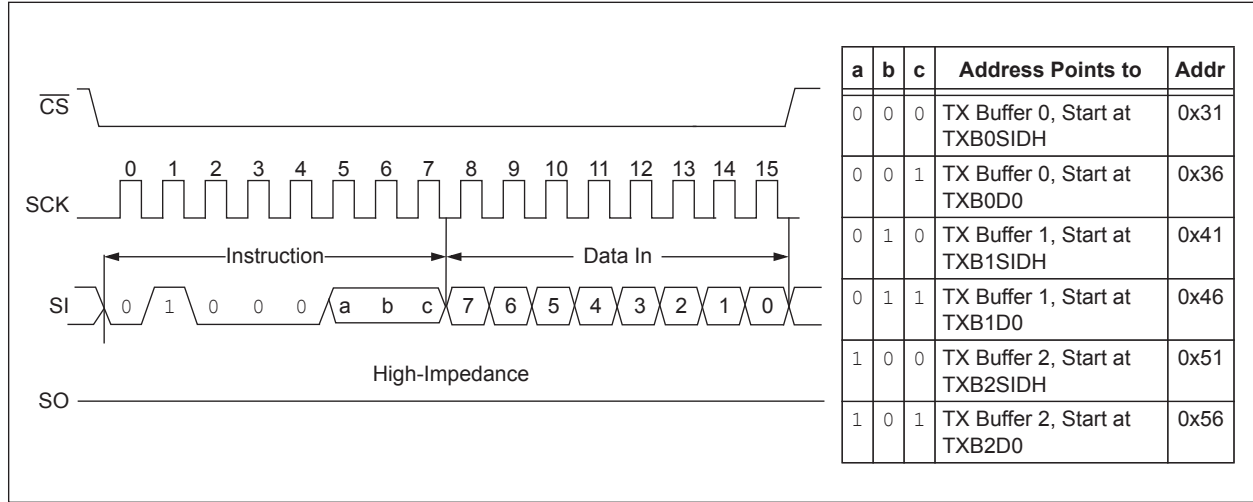 CS
0 1 2 3 4 5 6 7 8 9 10 11 12 13 14 15
SCK
Instruction Data In
SI 0 1 0 0 0 a b c 7 6 5 4 3 2 1 0
High-Impedance
SO
a b c Address Points to Addr
0 0 0 TX Buffer 0, Start at 0x31
TXB0SIDH
0 0 1 TX Buffer 0, Start at 0x36
TXB0D0
0 1 0 TX Buffer 1, Start at 0x41
TXB1SIDH
0 1 1 TX Buffer 1, Start at 0x46
TXB1D0
1 0 0 TX Buffer 2, Start at 0x51
TXB2SIDH
1 0 1 TX Buffer 2, Start at 0x56
TXB2D0